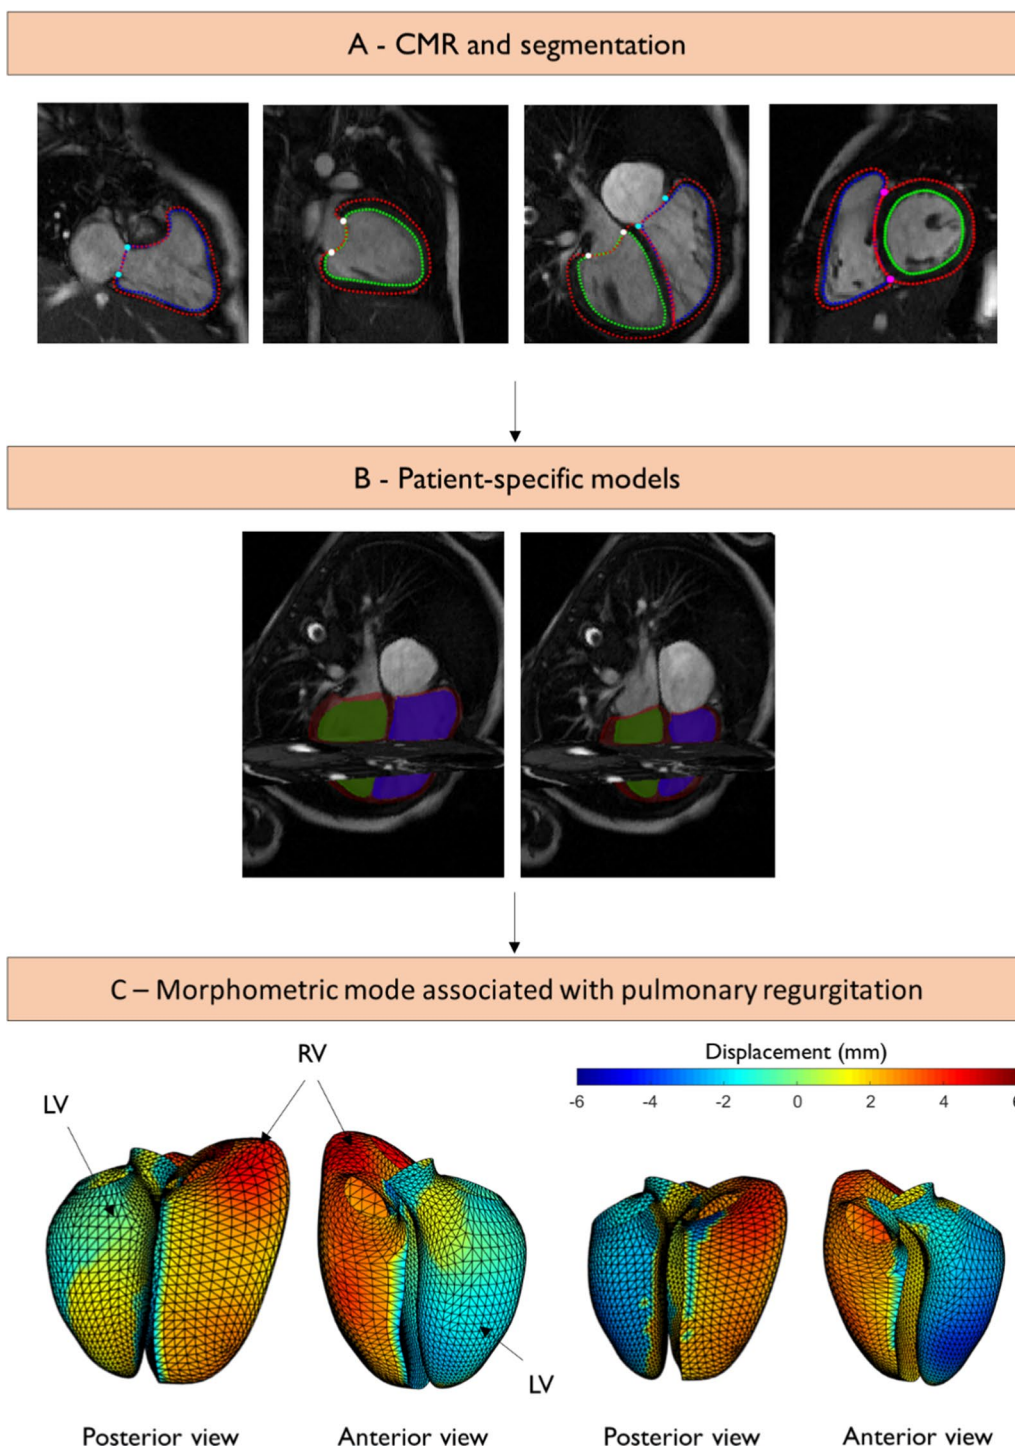 A - CMR and segmentation
B - Patient-specific models
C – Morphometric mode associated with pulmonary regurgitation
RV
Displacement (mm)
LV
-6 -4 -2 0 2 4 6
LV
Posterior view Anterior view Posterior view Anterior view